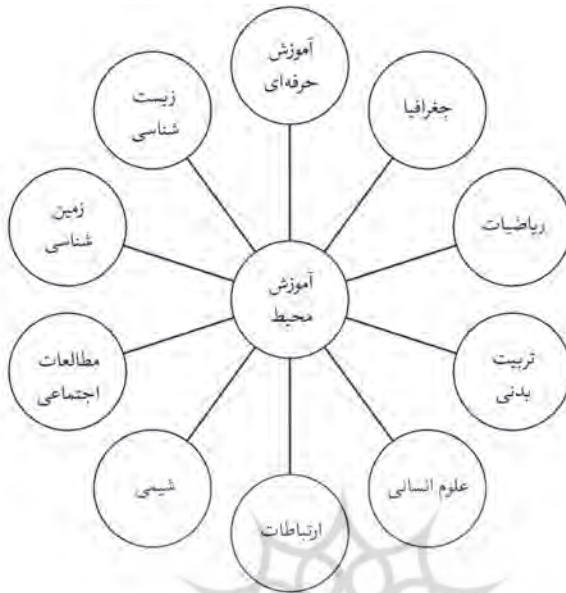 آموزش
حرفه‌ای
جغرافیا
ریاضیات
تربیت
بدنی
علوم انسانی
ارتباطات
شیمی
مطالعات
اجتماعی
زمین
شناسی
زیست
شناسی
آموزش
محیط